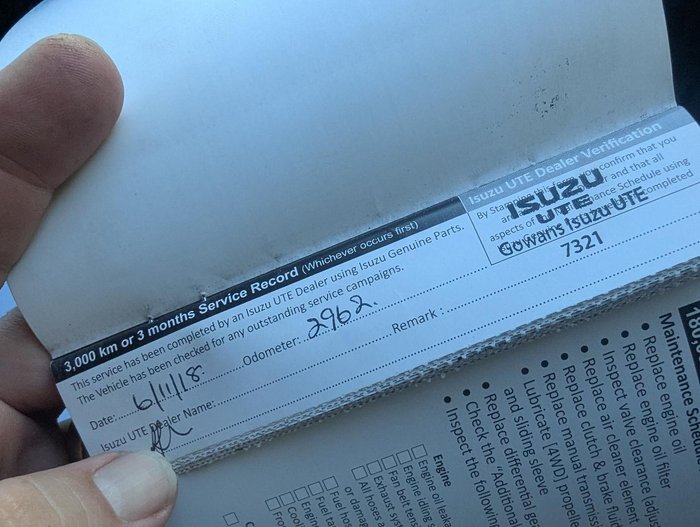 3,000 km or 3 months Service Record (Whichever occurs first)
This service has been completed by an Isuzu UTE Dealer using Isuzu Genuine Parts.
The Vehicle has been checked for any outstanding service campaigns.
Date: 6/11/18 Odometer: 2962
Isuzu UTE Dealer Name: Remark :
Isuzu UTE Dealer Verification
By Stamping this confirm that you
are and that all
aspects of Maintenance Schedule using
completed
ISUZU
UTE
Gowans Isuzu UTE
7321
Maintenance Schedule
• Replace engine oil
• Replace engine oil filter
• Inspect valve clearance
• Replace air cleaner element
• Replace clutch & brake
• Replace manual
• Lubricate (4WD)
and sliding sleeve
• Replace differential
• Check the
• Inspect the following
Engine
Engine oil
Engine idling
Fan belt
Exhaust
All hoses
or
Fuel
Fuel
Engine